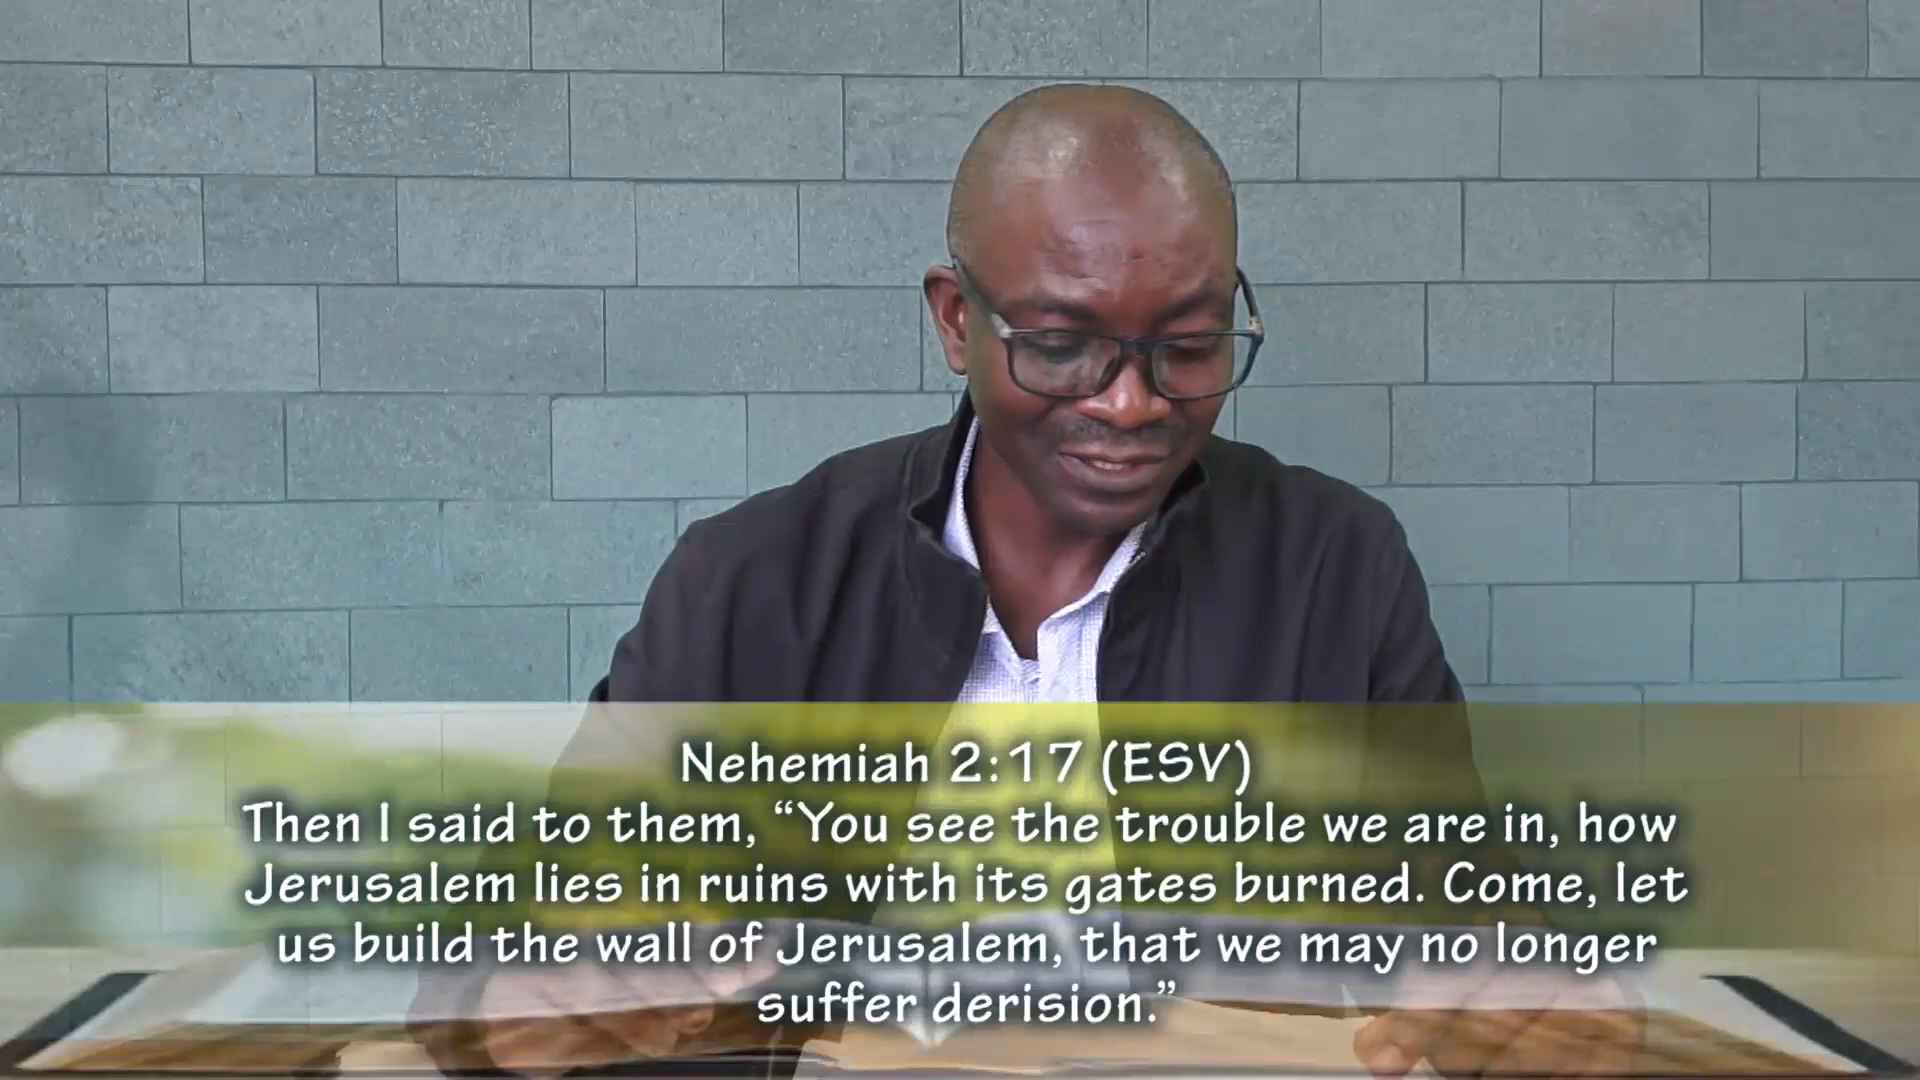 Nehemiah 2:17 (ESV)
Then I said to them, “You see the trouble we are in, how
Jerusalem lies in ruins with its gates burned. Come, let
us build the wall of Jerusalem, that we may no longer
suffer derision.”